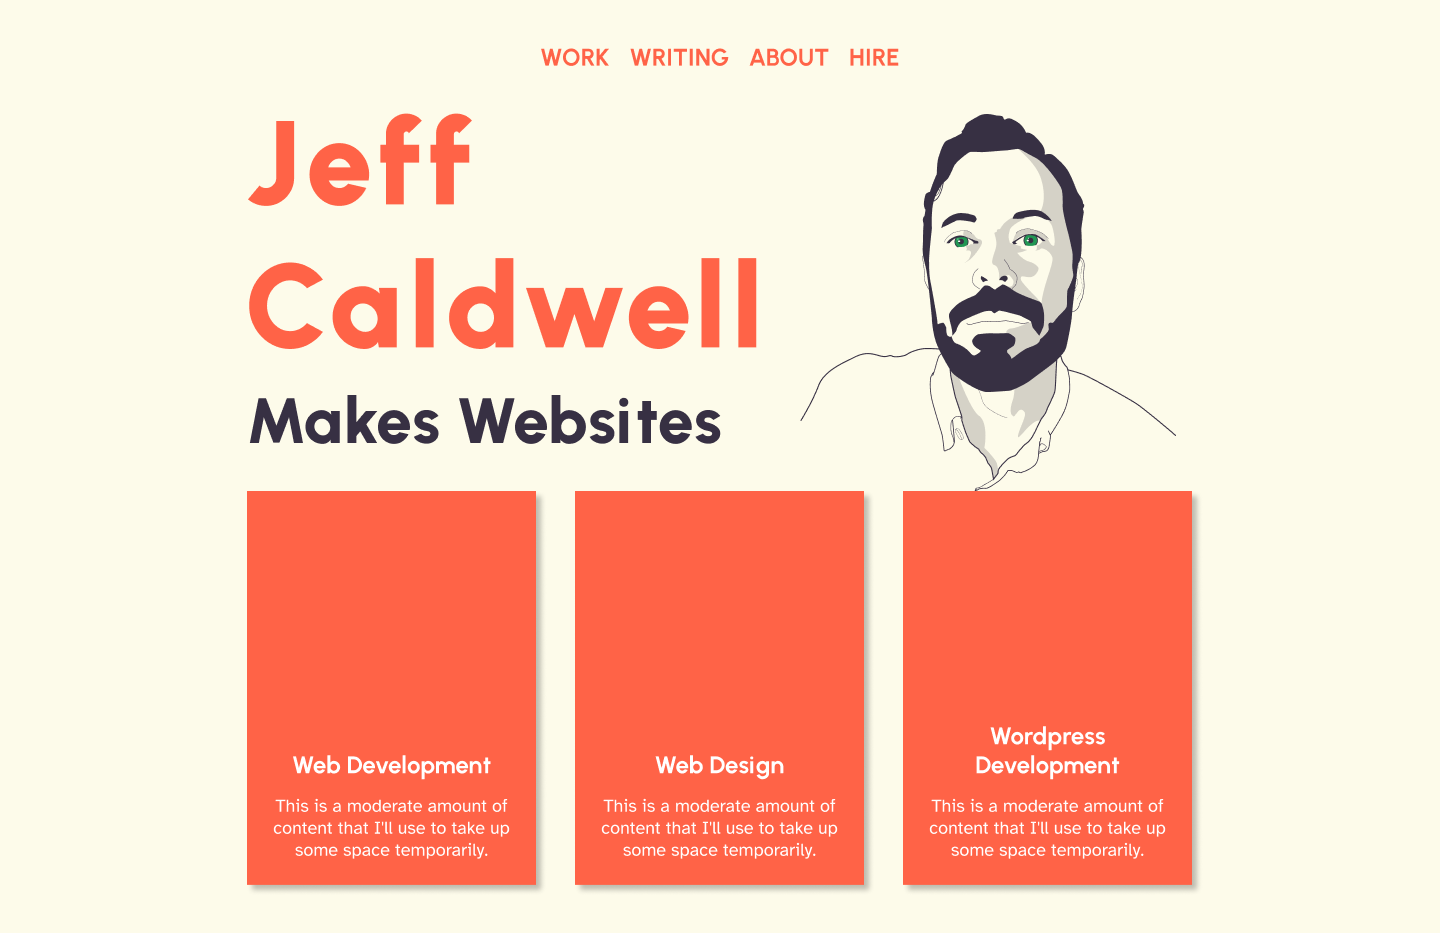 WORK WRITING ABOUT HIRE
Jeff
Caldwell
Makes Websites
Web Development
This is a moderate amount of
content that I'll use to take up
some space temporarily.
Web Design
This is a moderate amount of
content that I'll use to take up
some space temporarily.
Wordpress
Development
This is a moderate amount of
content that I'll use to take up
some space temporarily.